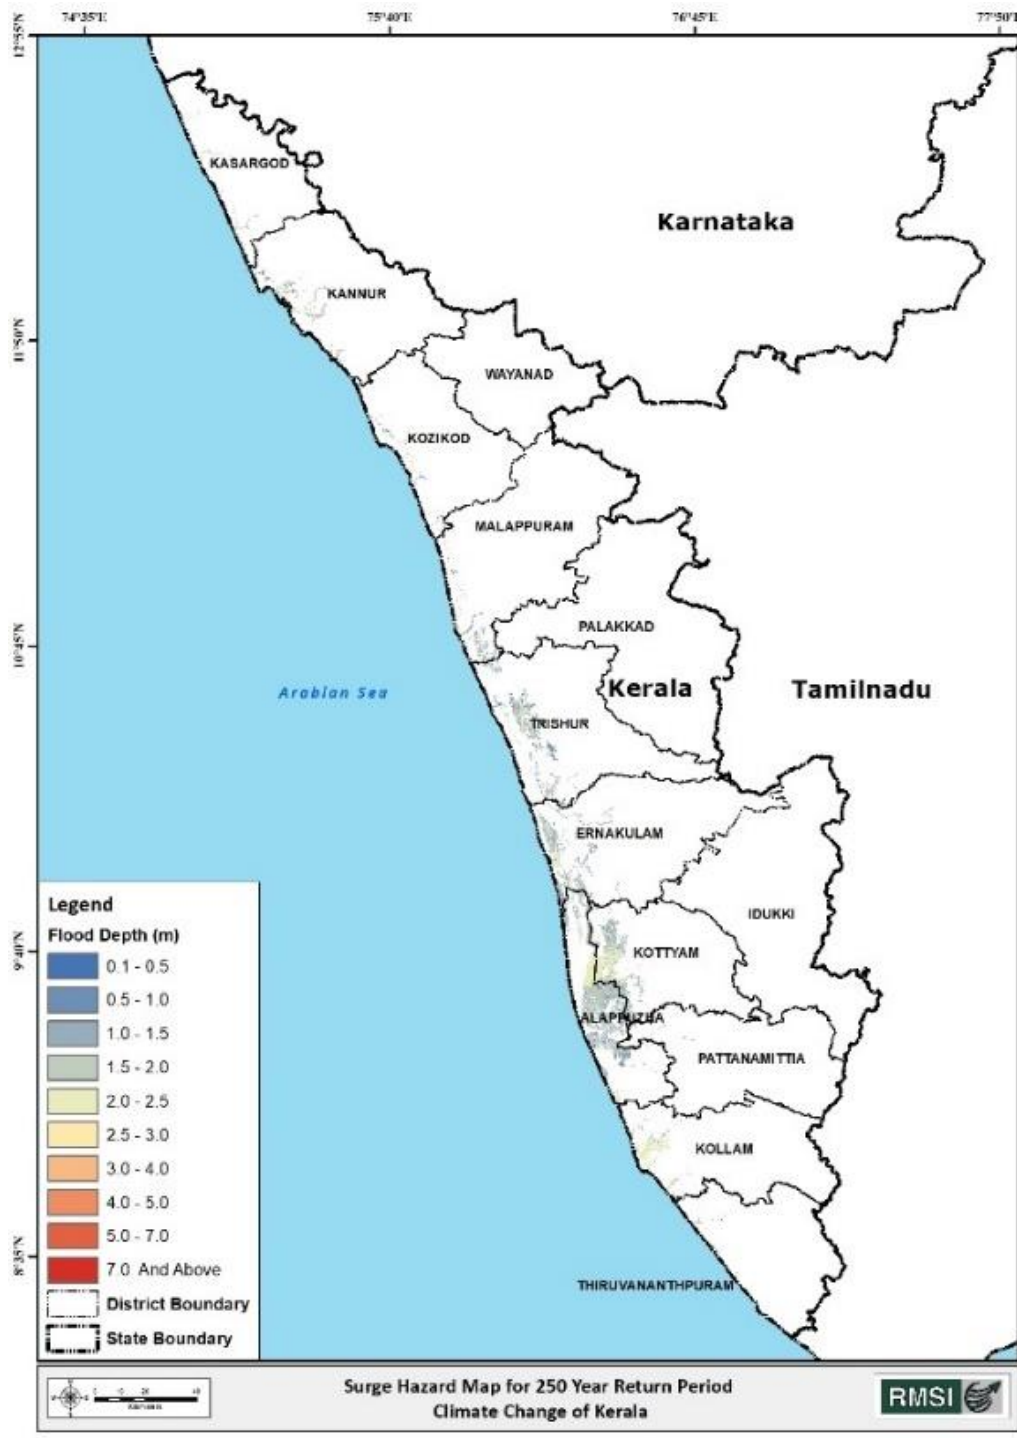 74°35'E 75°40'E 76°45'E 77°50'E
12°55'N
KASARGOD
Karnataka
KANNUR
11°50'N
WAYANAD
KOZIKOD
MALAPPURAM
PALAKKAD
10°45'N
Arabian Sea
Kerala
Tamilnadu
TRISHUR
ERNAKULAM
IDUKKI
KOTTYAM
9°40'N
ALAPPUZHA
PATTANAMITTIA
KOLLAM
8°35'N
THIRUVANANTHPURAM
Legend
Flood Depth (m)
0.1 - 0.5
0.5 - 1.0
1.0 - 1.5
1.5 - 2.0
2.0 - 2.5
2.5 - 3.0
3.0 - 4.0
4.0 - 5.0
5.0 - 7.0
7.0 And Above
District Boundary
State Boundary
Surge Hazard Map for 250 Year Return Period
Climate Change of Kerala
RMSI